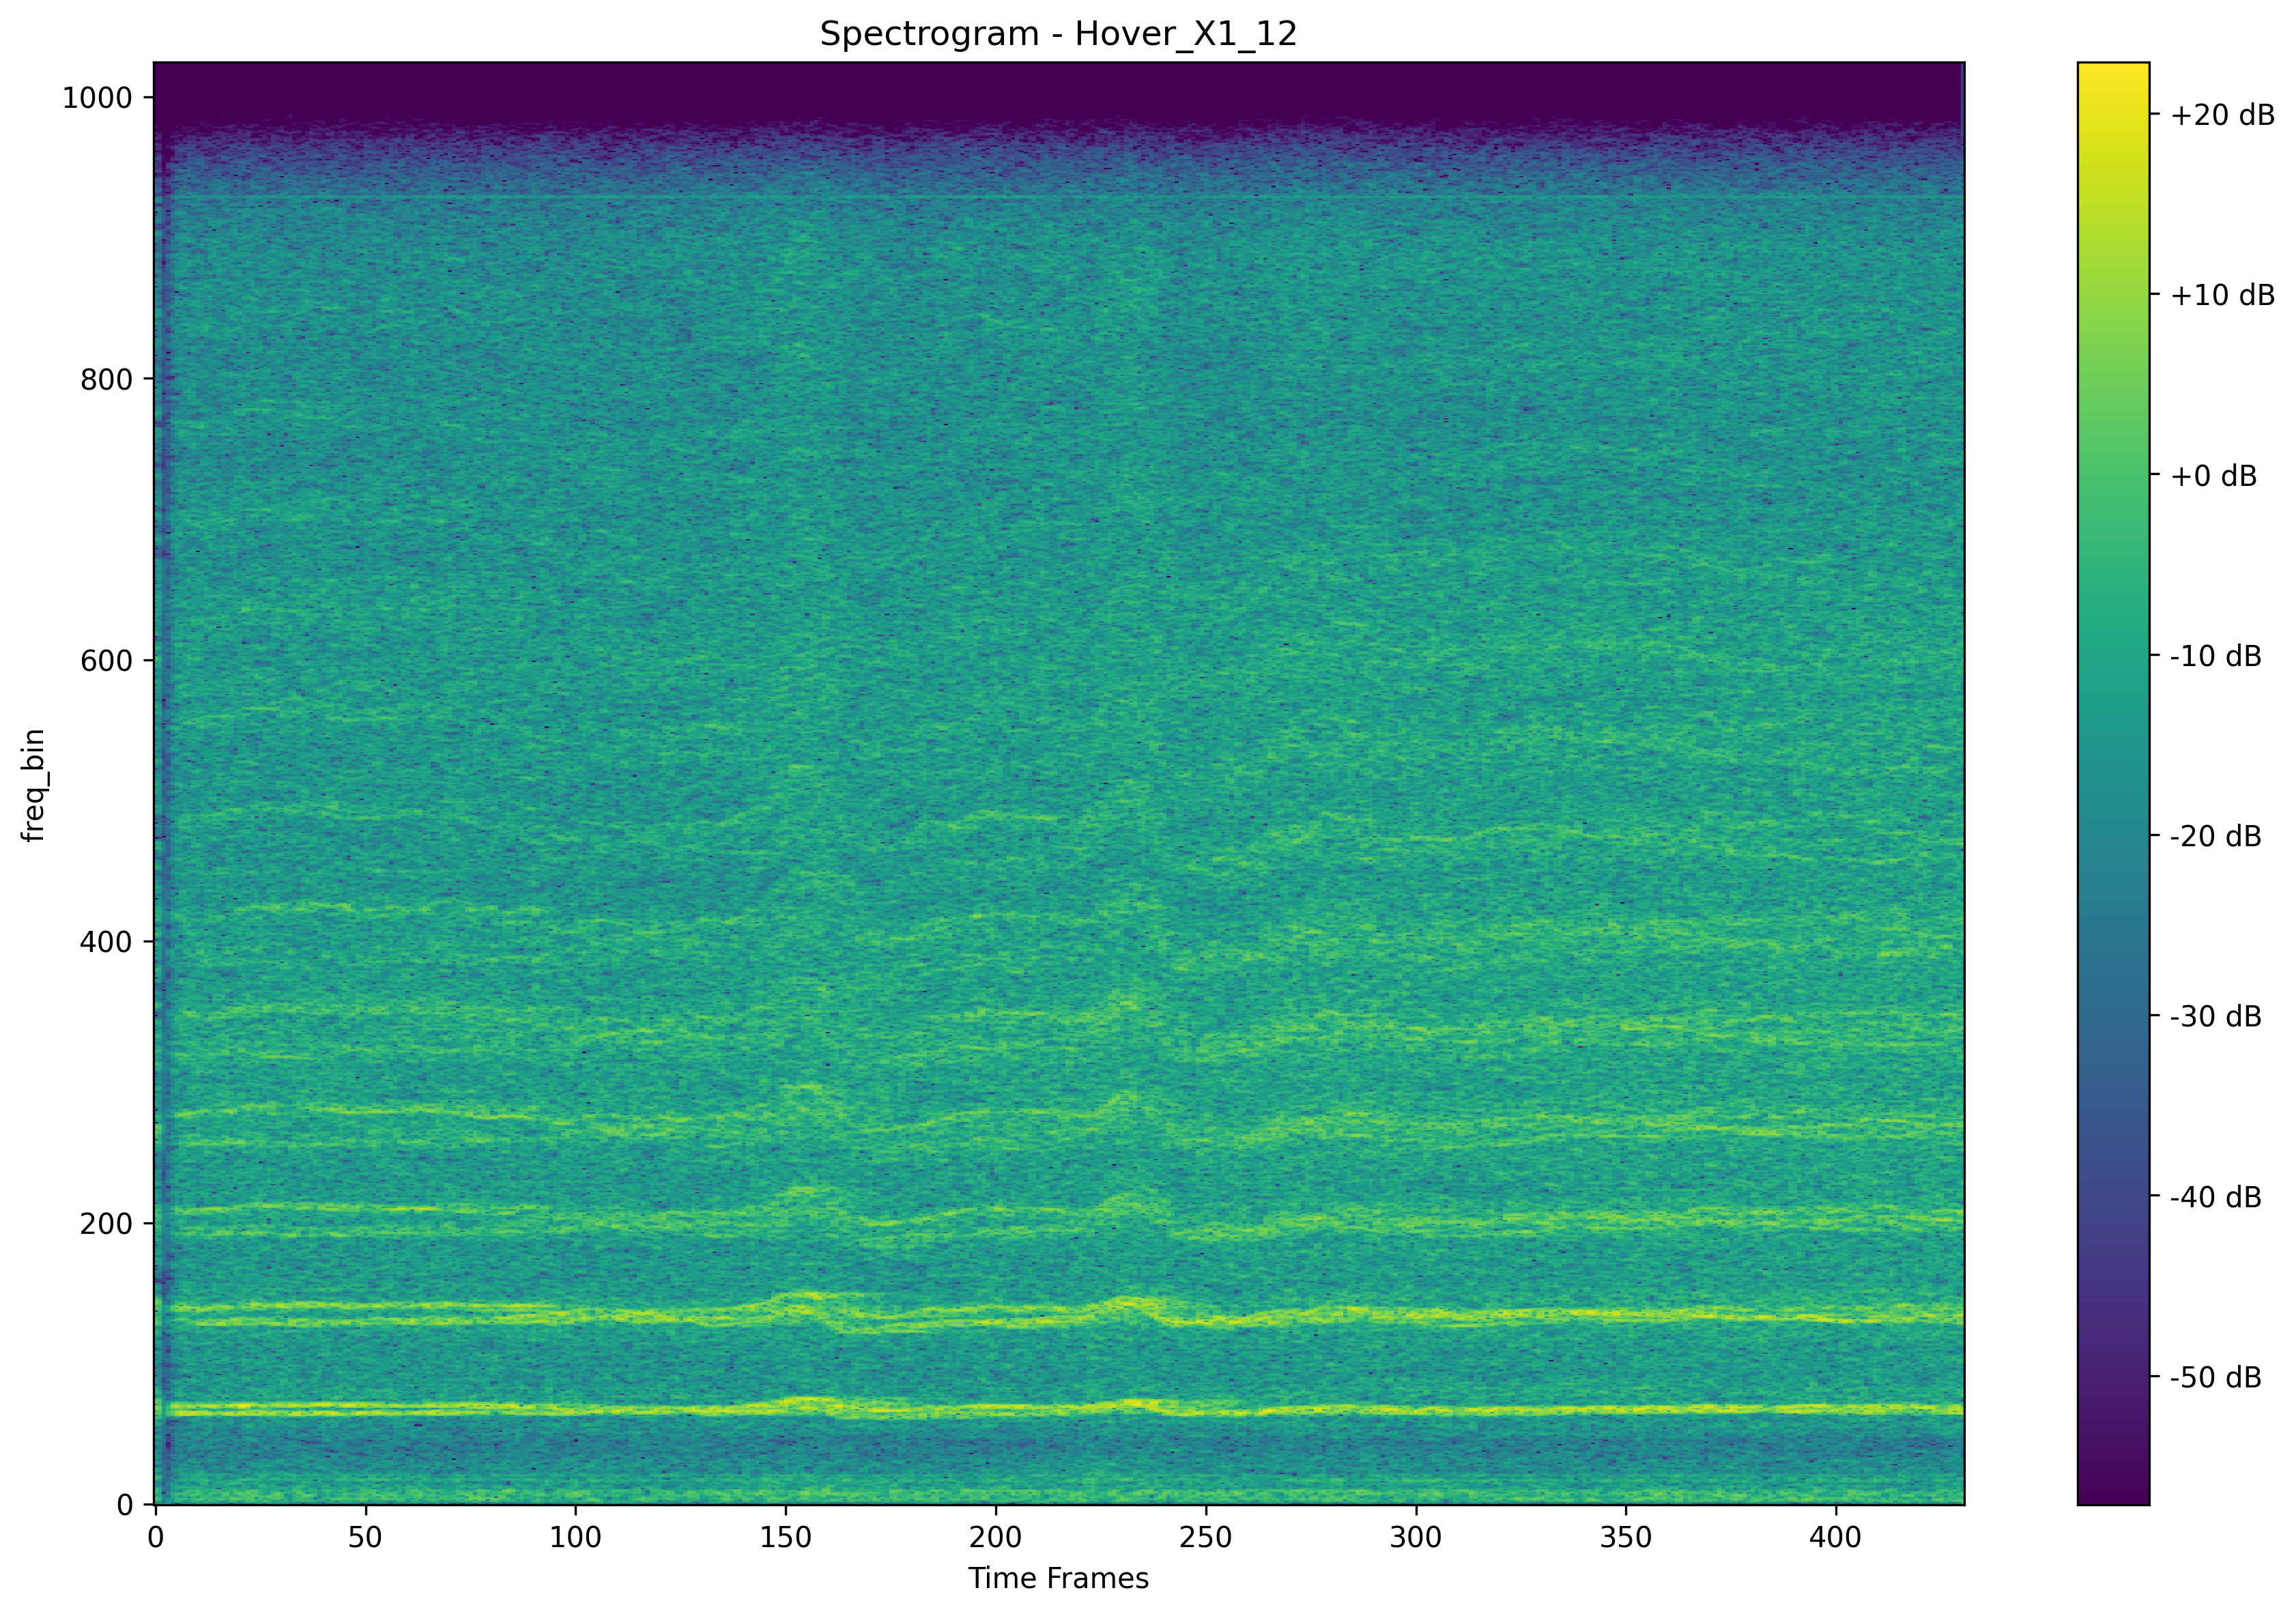 Spectrogram - Hover_X1_12
1000
800
600
400
200
0
freq_bin
0 50 100 150 200 250 300 350 400
Time Frames
+20 dB
+10 dB
+0 dB
-10 dB
-20 dB
-30 dB
-40 dB
-50 dB